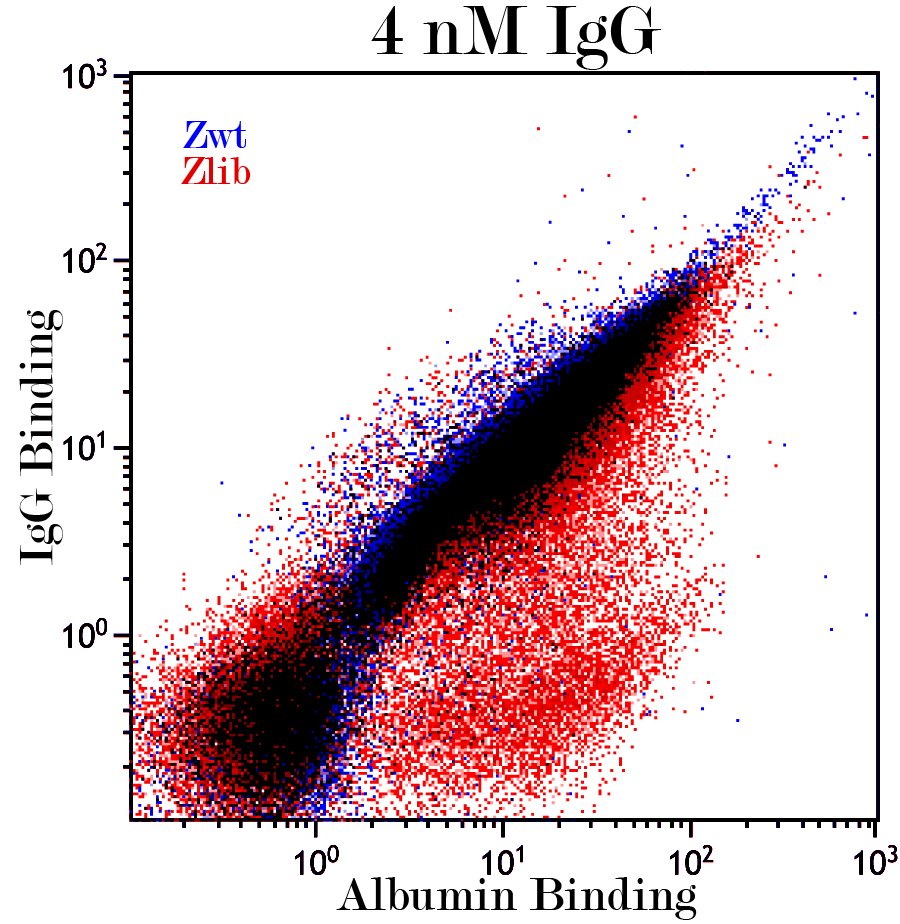 4 nM IgG
10³
Zwt
Zlib
10²
IgG Binding
10¹
10⁰
10⁰ 10¹ 10² 10³
Albumin Binding